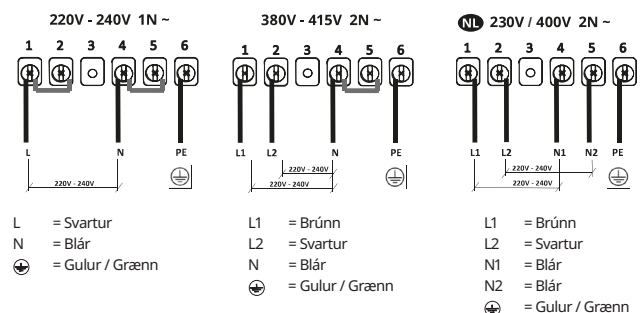 220V - 240V 1N ~
1 2 3 4 5 6
L N PE
220V - 240V
L = Svartur
N = Blár
= Gulur / Grænn
380V - 415V 2N ~
1 2 3 4 5 6
L1 L2 N PE
220V - 240V
220V - 240V
L1 = Brúnn
L2 = Svartur
N = Blár
= Gulur / Grænn
NL 230V / 400V 2N ~
1 2 3 4 5 6
L1 L2 N1 N2 PE
220V - 240V
220V - 240V
L1 = Brúnn
L2 = Svartur
N1 = Blár
N2 = Blár
= Gulur / Grænn